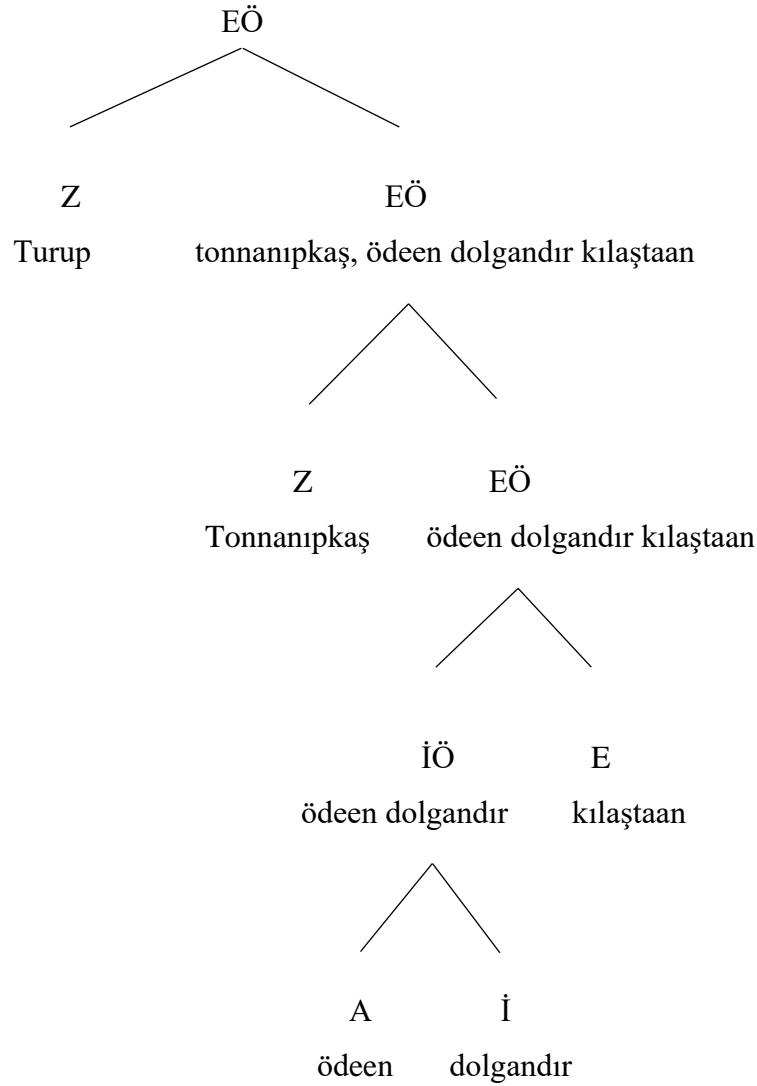 EÖ
Z EÖ
Turup tonnanıpkaş, ödeen dolgandır kılaştaan
Z EÖ
Tonnanıpkaş ödeen dolgandır kılaştaan
İÖ E
ödeen dolgandır kılaştaan
A İ
ödeen dolgandır